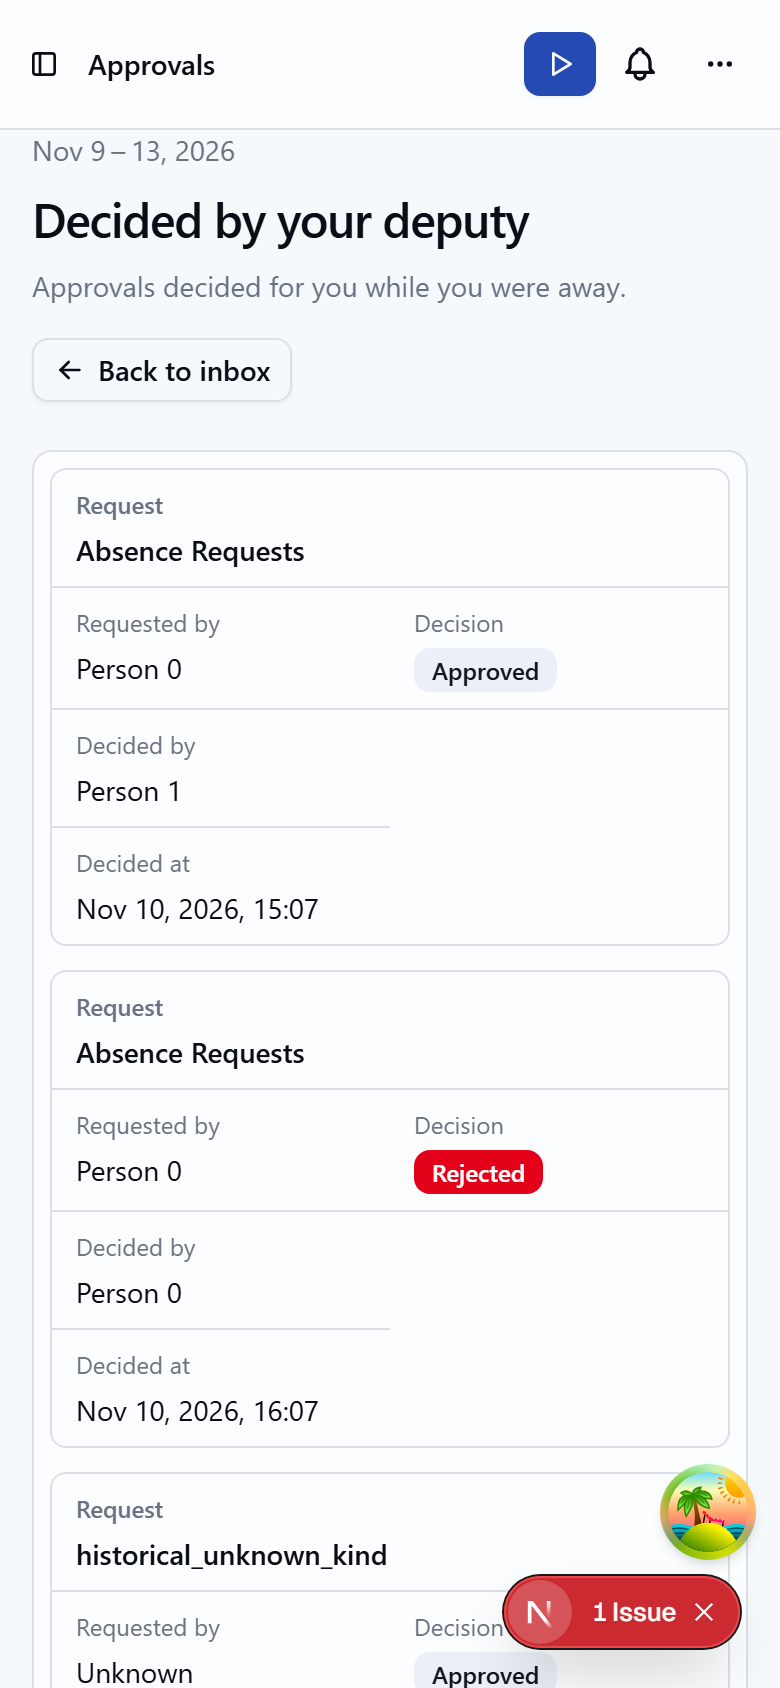 Approvals
Nov 9 – 13, 2026
Decided by your deputy
Approvals decided for you while you were away.
Back to inbox
Request
Absence Requests
Requested by
Person 0
Decision
Approved
Decided by
Person 1
Decided at
Nov 10, 2026, 15:07
Request
Absence Requests
Requested by
Person 0
Decision
Rejected
Decided by
Person 0
Decided at
Nov 10, 2026, 16:07
Request
historical_unknown_kind
Requested by
Unknown
Decision
Approved
N 1 Issue